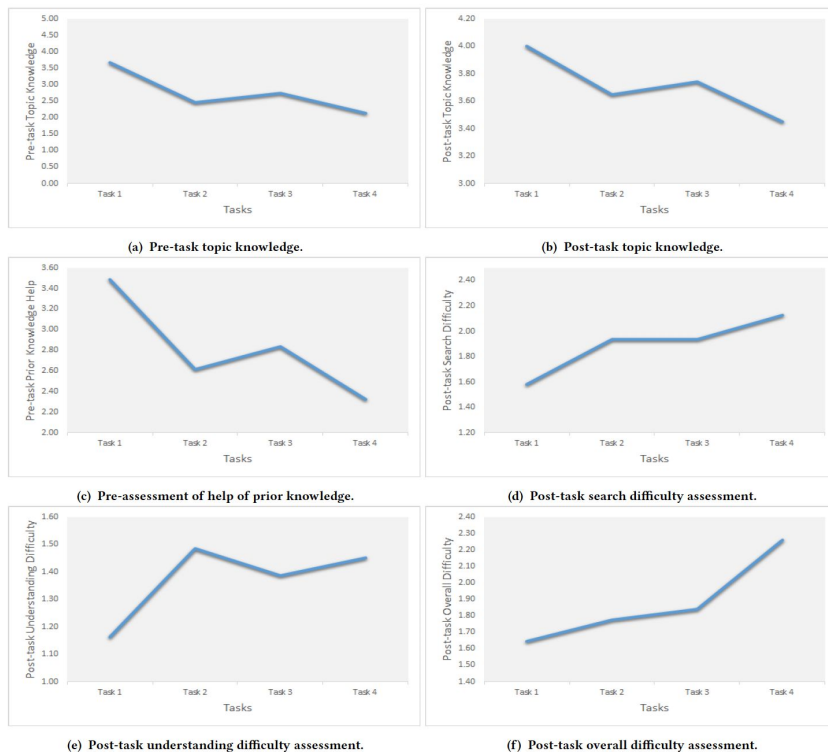 5.00
4.50
4.00
3.50
3.00
2.50
2.00
1.50
1.00
0.50
0.00
Pre-task Topic Knowledge
Task 1 Task 2 Task 3 Task 4
Tasks
(a) Pre-task topic knowledge.
4.20
4.00
3.80
3.60
3.40
3.20
3.00
Post-task Topic Knowledge
Task 1 Task 2 Task 3 Task 4
Tasks
(b) Post-task topic knowledge.
3.60
3.40
3.20
3.00
2.80
2.60
2.40
2.20
2.00
Pre-task Prior Knowledge Help
Task 1 Task 2 Task 3 Task 4
Tasks
(c) Pre-assessment of help of prior knowledge.
2.40
2.20
2.00
1.80
1.60
1.40
1.20
Post-task Search Difficulty
Task 1 Task 2 Task 3 Task 4
Tasks
(d) Post-task search difficulty assessment.
1.60
1.50
1.40
1.30
1.20
1.10
1.00
Post-task Understanding Difficulty
Task 1 Task 2 Task 3 Task 4
Tasks
(e) Post-task understanding difficulty assessment.
2.40
2.30
2.20
2.10
2.00
1.90
1.80
1.70
1.60
1.50
1.40
Post-task Overall Difficulty
Task 1 Task 2 Task 3 Task 4
Tasks
(f) Post-task overall difficulty assessment.